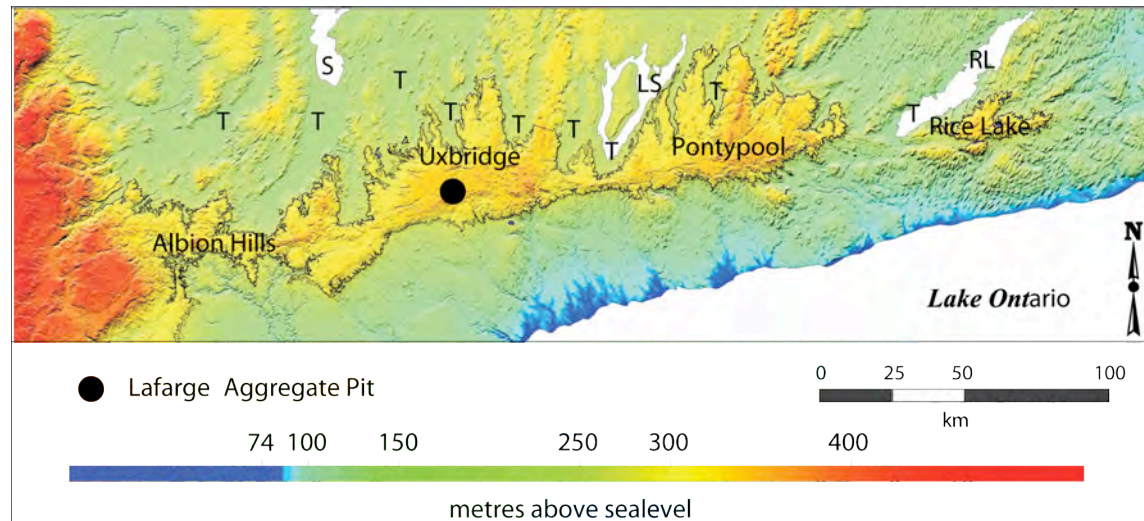 S
T
T
T
T
T
T
LS
T
T
RL
T
Uxbridge
Pontypool
Rice Lake
Albion Hills
N
Lake Ontario
Lafarge Aggregate Pit
0 25 50 100
km
74 100 150 250 300 400
metres above sealevel